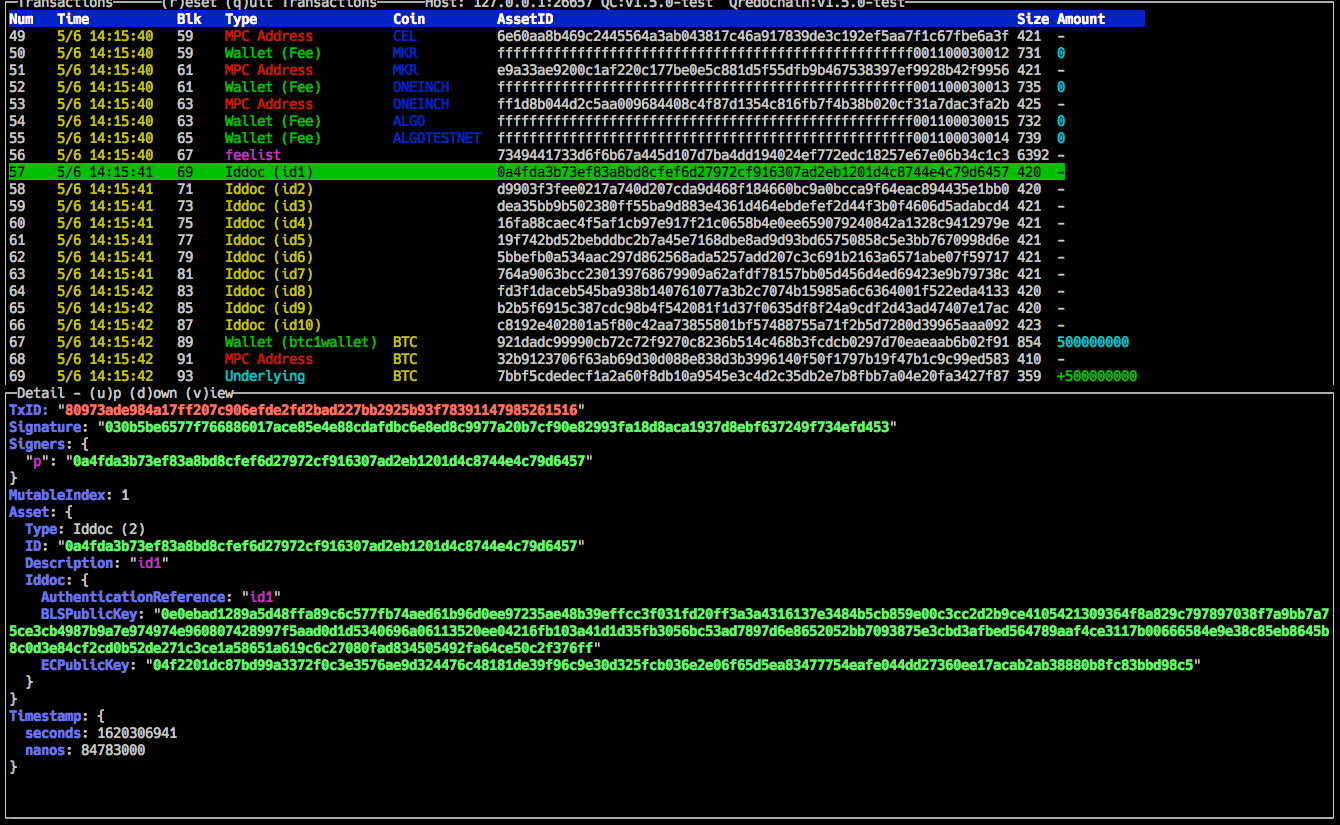 Transactions (r)eset (q)uit Transactions Host: 127.0.0.1:26657 QC:v1.5.0-test Qredochain:v1.5.0-test
Num Time Blk Type Coin AssetID Size Amount
49 5/6 14:15:40 59 MPC Address CEL 6e60aa8b469c2445564a3ab043817c46a917839de3c192ef5aa7f1c67fbe6a3f 421 -
50 5/6 14:15:40 59 Wallet (Fee) MKR ffffffffffffffffffffffffffffffffffffffffffffffffffff001100030012 731 0
51 5/6 14:15:40 61 MPC Address MKR e9a33ae9200c1af220c177be0e5c881d5f55dfb9b467538397ef9928b42f9956 421 -
52 5/6 14:15:40 61 Wallet (Fee) ONEINCH ffffffffffffffffffffffffffffffffffffffffffffffffffff001100030013 735 0
53 5/6 14:15:40 63 MPC Address ONEINCH ff1d8b044d2c5aa009684408c4f87d1354c816fb7f4b38b020cf31a7dac3fa2b 425 -
54 5/6 14:15:40 63 Wallet (Fee) ALGO ffffffffffffffffffffffffffffffffffffffffffffffffffff001100030015 732 0
55 5/6 14:15:40 65 Wallet (Fee) ALGOTESTNET ffffffffffffffffffffffffffffffffffffffffffffffffffff001100030014 739 0
56 5/6 14:15:40 67 feelist 7349441733d6f6b67a445d107d7ba4dd194024ef772edc18257e67e06b34c1c3 6392 -
57 5/6 14:15:41 69 Iddoc (id1) 0a4fda3b73ef83a8bd8cfef6d27972cf916307ad2eb1201d4c8744e4c79d6457 420 -
58 5/6 14:15:41 71 Iddoc (id2) d9903f3fee0217a740d207cda9d468f184660bc9a0bcca9f64eac894435e1bb0 420 -
59 5/6 14:15:41 73 Iddoc (id3) dea35bb9b502380ff55ba9d883e4361d464ebdefef2d44f3b0f4606d5adabcd4 421 -
60 5/6 14:15:41 75 Iddoc (id4) 16fa88caec4f5af1cb97e917f21c0658b4e0ee659079240842a1328c9412979e 421 -
61 5/6 14:15:41 77 Iddoc (id5) 19f742bd52bebddbc2b7a45e7168dbe8ad9d93bd65750858c5e3bb7670998d6e 421 -
62 5/6 14:15:41 79 Iddoc (id6) 5bbefb0a534aac297d862568ada5257add207c3c691b2163a6571abe07f59717 421 -
63 5/6 14:15:41 81 Iddoc (id7) 764a9063bcc230139768679909a62afdf78157bb05d456d4ed69423e9b79738c 421 -
64 5/6 14:15:42 83 Iddoc (id8) fd3f1daceb545ba938b140761077a3b2c7074b15985a6c6364001f522eda4133 420 -
65 5/6 14:15:42 85 Iddoc (id9) b2b5f6915c387cdc98b4f542081f1d37f0635df8f24a9cdf2d43ad47407e17ac 420 -
66 5/6 14:15:42 87 Iddoc (id10) c8192e402801a5f80c42aa73855801bf57488755a71f2b5d7280d39965aaa092 423 -
67 5/6 14:15:42 89 Wallet (btc1wallet) BTC 921dadc99990cb72c72f9270c8236b514c468b3fcdcb0297d70eaeaab6b02f91 854 500000000
68 5/6 14:15:42 91 MPC Address BTC 32b9123706f63ab69d30d088e838d3b3996140f50f1797b19f47b1c9c99ed583 410 -
69 5/6 14:15:42 93 Underlying BTC 7bbf5cdedecf1a2a60f8db10a9545e3c4d2c35db2e7b8fbb7a04e20fa3427f87 359 +500000000
Detail - (u)p (d)own (v)iew
TxID: "80973ade984a17ff207c906efde2fd2bad227bb2925b93f78391147985261516"
Signature: "030b5be6577f766886017ace85e4e88cdafdbc6e8ed8c9977a20b7cf90e82993fa18d8aca1937d8ebf637249f734efd453"
Signers: {
"p": "0a4fda3b73ef83a8bd8cfef6d27972cf916307ad2eb1201d4c8744e4c79d6457"
}
MutableIndex: 1
Asset: {
Type: Iddoc (2)
ID: "0a4fda3b73ef83a8bd8cfef6d27972cf916307ad2eb1201d4c8744e4c79d6457"
Description: "id1"
Iddoc: {
AuthenticationReference: "id1"
BLSPublicKey: "0e0ebad1289a5d48ffa89c6c577fb74aed61b96d0ee97235ae48b39effcc3f031fd20ff3a3a4316137e3484b5cb859e00c3cc2d2b9ce4105421309364f8a829c797897038f7a9bb7a7
5ce3cb4987b9a7e974974e960807428997f5aad0d1d5340696a06113520ee04216fb103a41d1d35fb3056bc53ad7897d6e8652052bb7093875e3cbd3afbed564789aaf4ce3117b00666584e9e38c85eb8645b
8c0d3e84cf2cd0b52de271c3ce1a58651a619c6c27080fad834505492fa64ce50c2f376ff"
ECPublicKey: "04f2201dc87bd99a3372f0c3e3576ae9d324476c48181de39f96c9e30d325fcb036e2e06f65d5ea83477754eafe044dd27360ee17acab2ab38880b8fc83bbd98c5"
}
}
Timestamp: {
seconds: 1620306941
nanos: 84783000
}